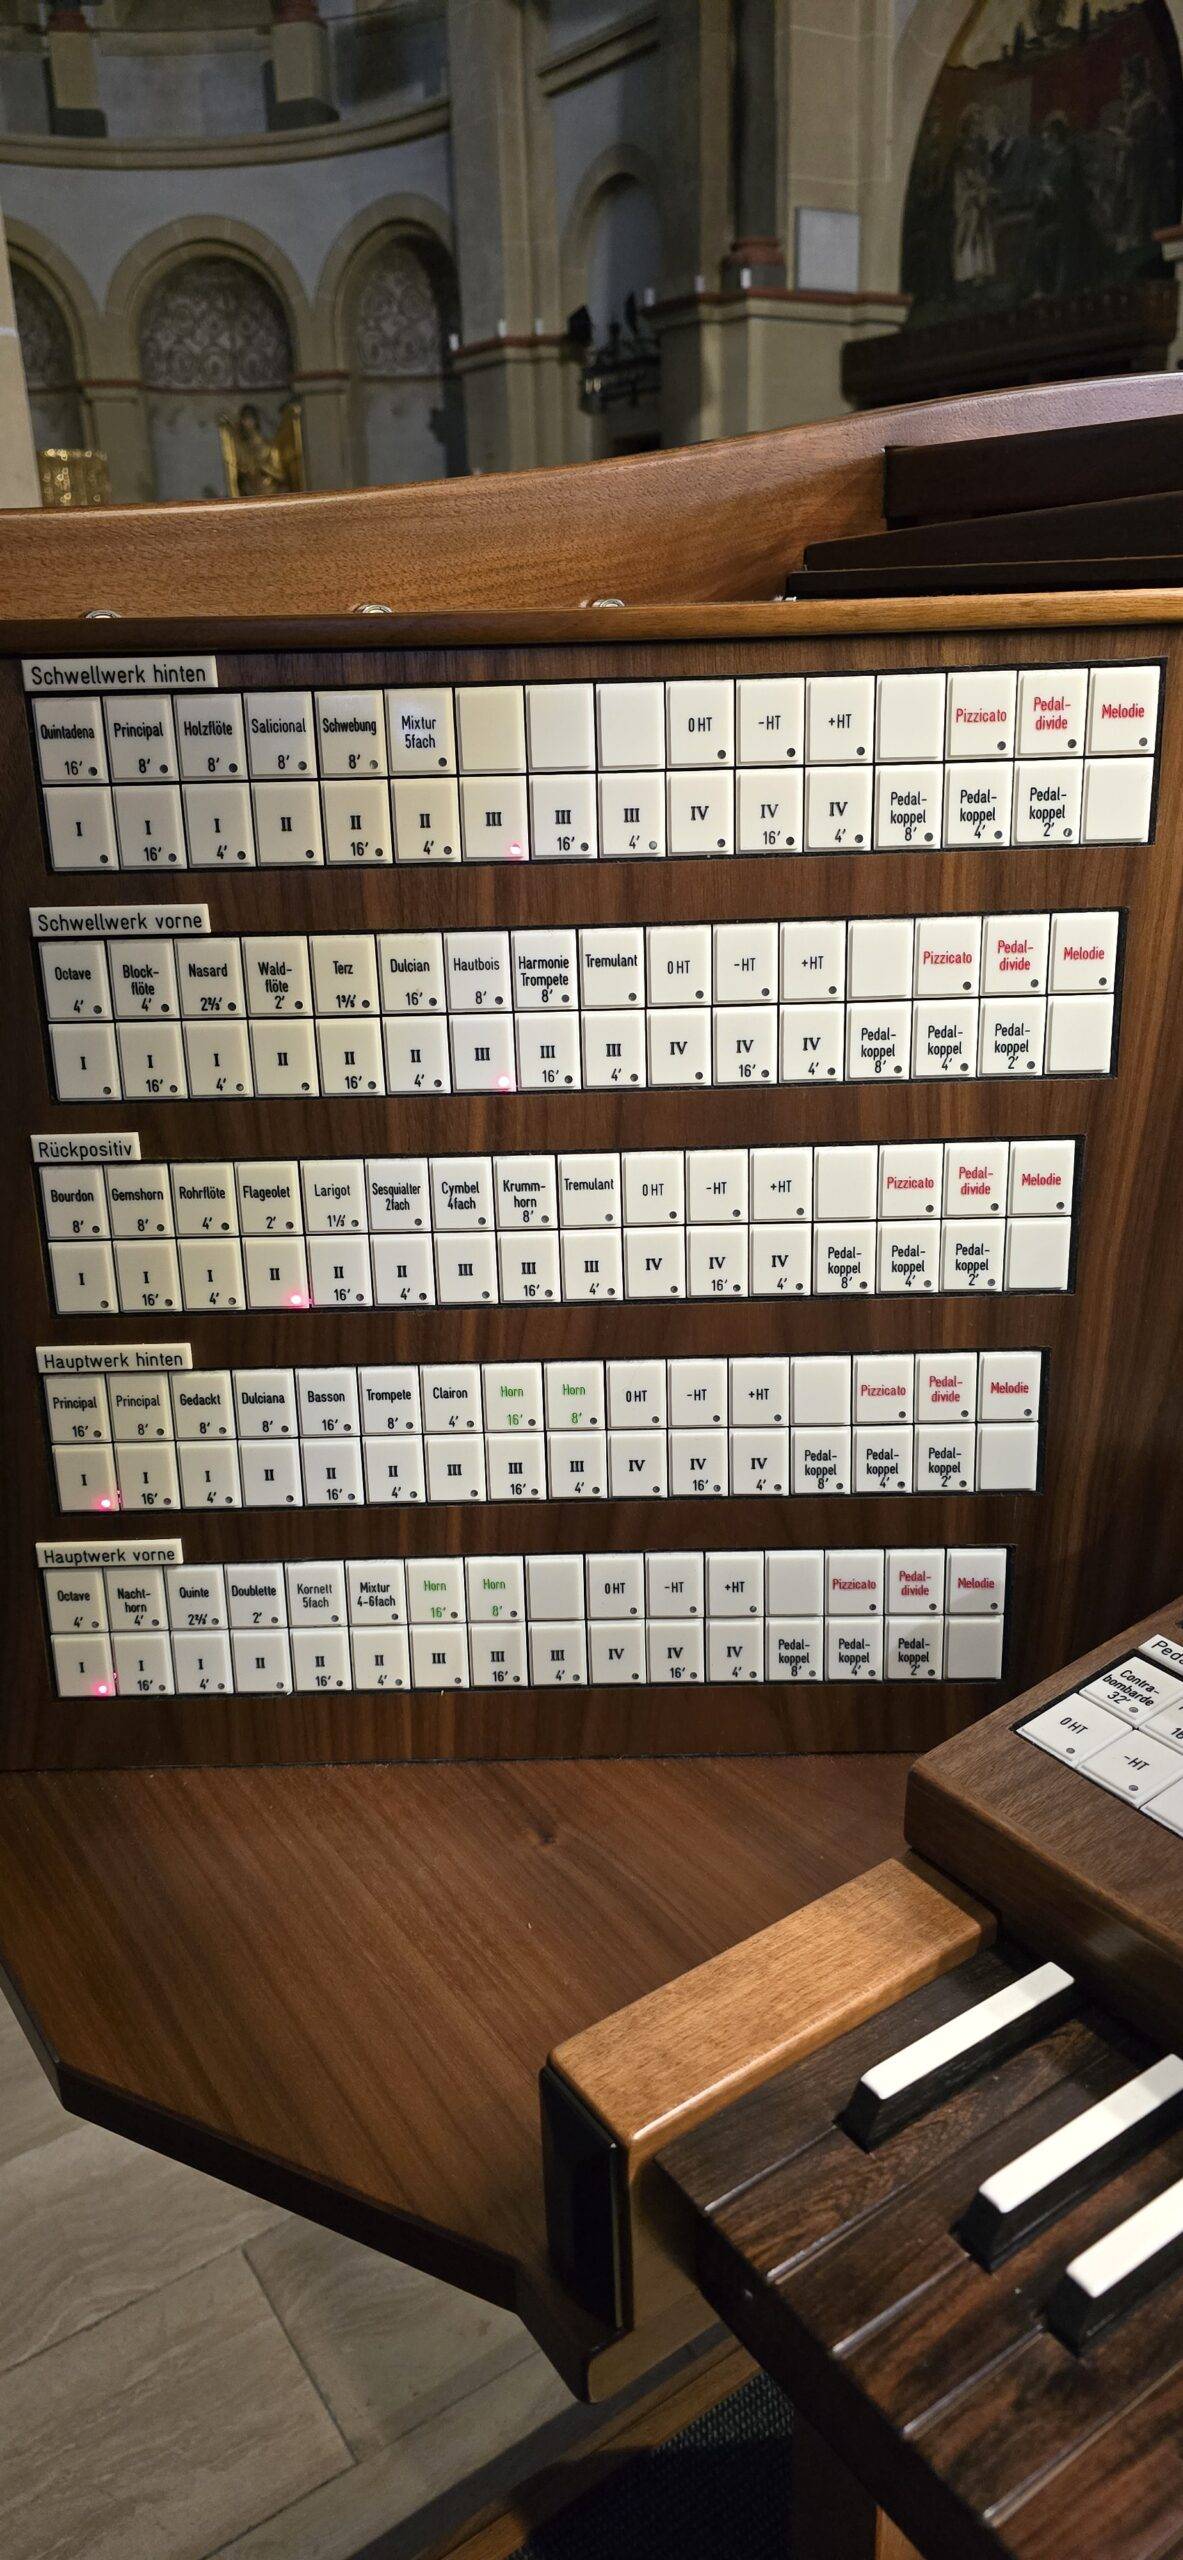 Schwellwerk hinten
Quintadena 16' Principal 8' Holzflöte 8' Salicional 8' Schwebung 8' Mixtur 5fach 0 HT -HT +HT Pizzicato Pedal-divide Melodie
I I 16' I 4' II II 16' II 4' III III 16' III 4' IV IV 16' IV 4' Pedal-koppel 8' Pedal-koppel 4' Pedal-koppel 2'
Schwellwerk vorne
Octave 4' Block-flöte 4' Nasard 2⅔' Wald-flöte 2' Terz 1⅗' Dulcian 16' Hautbois 8' Harmonie Trompete 8' Tremulant 0 HT -HT +HT Pizzicato Pedal-divide Melodie
I I 16' I 4' II II 16' II 4' III III 16' III 4' IV IV 16' IV 4' Pedal-koppel 8' Pedal-koppel 4' Pedal-koppel 2'
Rückpositiv
Bourdon 8' Gemshorn 8' Rohrflöte 4' Flageolet 2' Larigot 1⅓' Sesquialter 2fach Cymbel 4fach Krumm-horn 8' Tremulant 0 HT -HT +HT Pizzicato Pedal-divide Melodie
I I 16' I 4' II II 16' II 4' III III 16' III 4' IV IV 16' IV 4' Pedal-koppel 8' Pedal-koppel 4' Pedal-koppel 2'
Hauptwerk hinten
Principal 16' Principal 8' Gedackt 8' Dulciana 8' Basson 16' Trompete 8' Clairon 4' Horn 16' Horn 8' 0 HT -HT +HT Pizzicato Pedal-divide Melodie
I I 16' I 4' II II 16' II 4' III III 16' III 4' IV IV 16' IV 4' Pedal-koppel 8' Pedal-koppel 4' Pedal-koppel 2'
Hauptwerk vorne
Octave 4' Nacht-horn 4' Quinte 2⅔' Doublette 2' Kornett 5fach Mixtur 4-6fach Horn 16' Horn 8' 0 HT -HT +HT Pizzicato Pedal-divide Melodie
I I 16' I 4' II II 16' II 4' III III 16' III 4' IV IV 16' IV 4' Pedal-koppel 8' Pedal-koppel 4' Pedal-koppel 2'
Contra-bombarde 32'
0 HT -HT